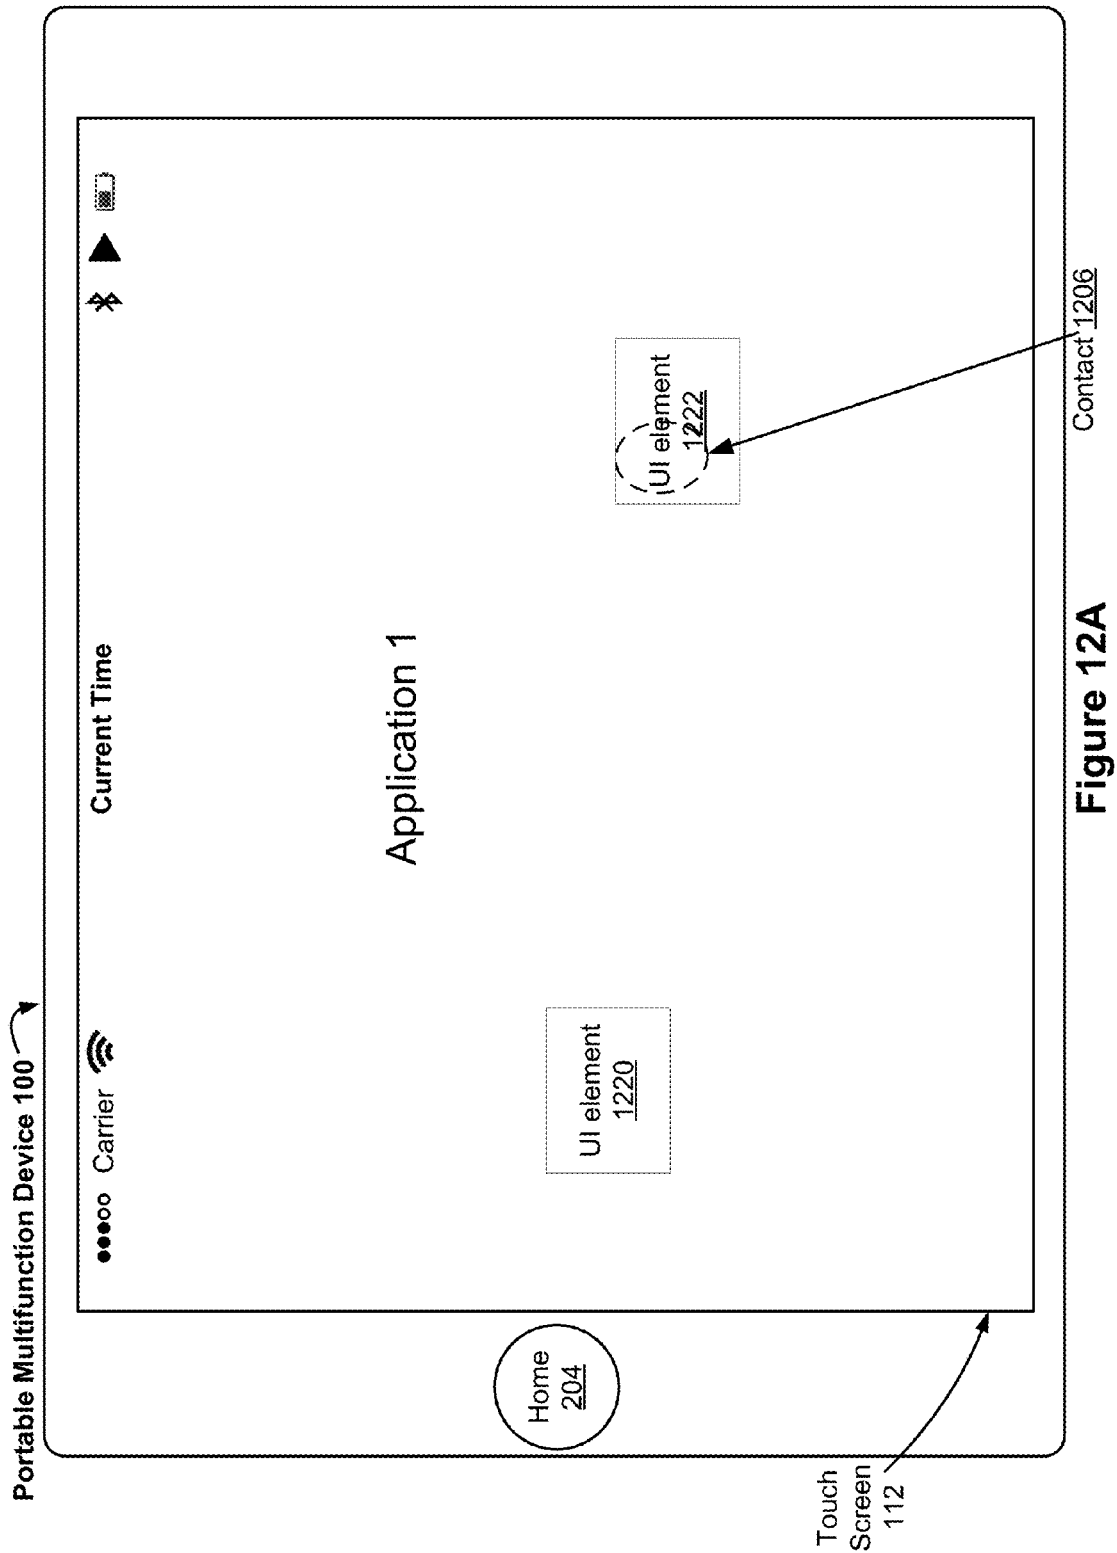 Portable Multifunction Device 100
Carrier
Current Time
Application 1
UI element
1220
UI element
1222
Home
204
Touch
Screen
112
Contact 1206
Figure 12A